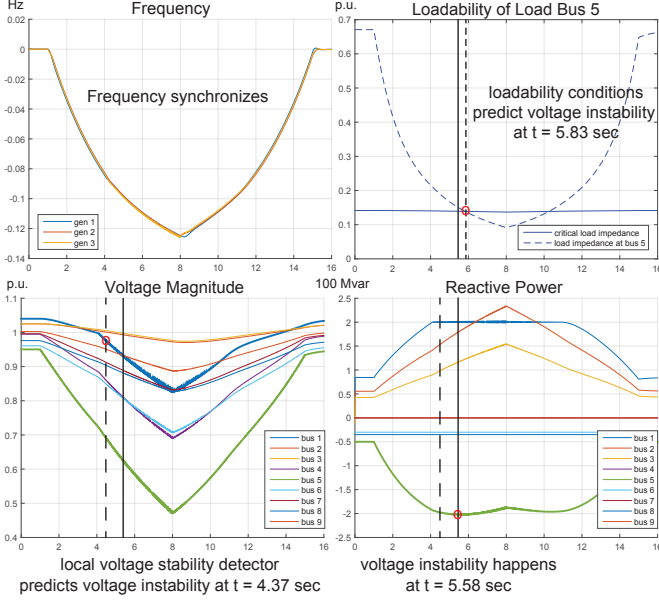 Hz
Frequency
0.02
0
-0.02
-0.04
-0.06
-0.08
-0.1
-0.12
-0.14
Frequency synchronizes
gen 1
gen 2
gen 3
0 2 4 6 8 10 12 14 16
p.u.
Loadability of Load Bus 5
0.7
0.6
0.5
0.4
0.3
0.2
0.1
0
loadability conditions
predict voltage instability
at t = 5.83 sec
critical load impedance
load impedance at bus 5
0 2 4 6 8 10 12 14 16
p.u.
Voltage Magnitude
1.1
1
0.9
0.8
0.7
0.6
0.5
0.4
bus 1
bus 2
bus 3
bus 4
bus 5
bus 6
bus 7
bus 8
bus 9
0 2 4 6 8 10 12 14 16
local voltage stability detector
predicts voltage instability at t = 4.37 sec
100 Mvar
Reactive Power
2.5
2
1.5
1
0.5
0
-0.5
-1
-1.5
-2
-2.5
bus 1
bus 2
bus 3
bus 4
bus 5
bus 6
bus 7
bus 8
bus 9
0 2 4 6 8 10 12 14 16
voltage instability happens
at t = 5.58 sec